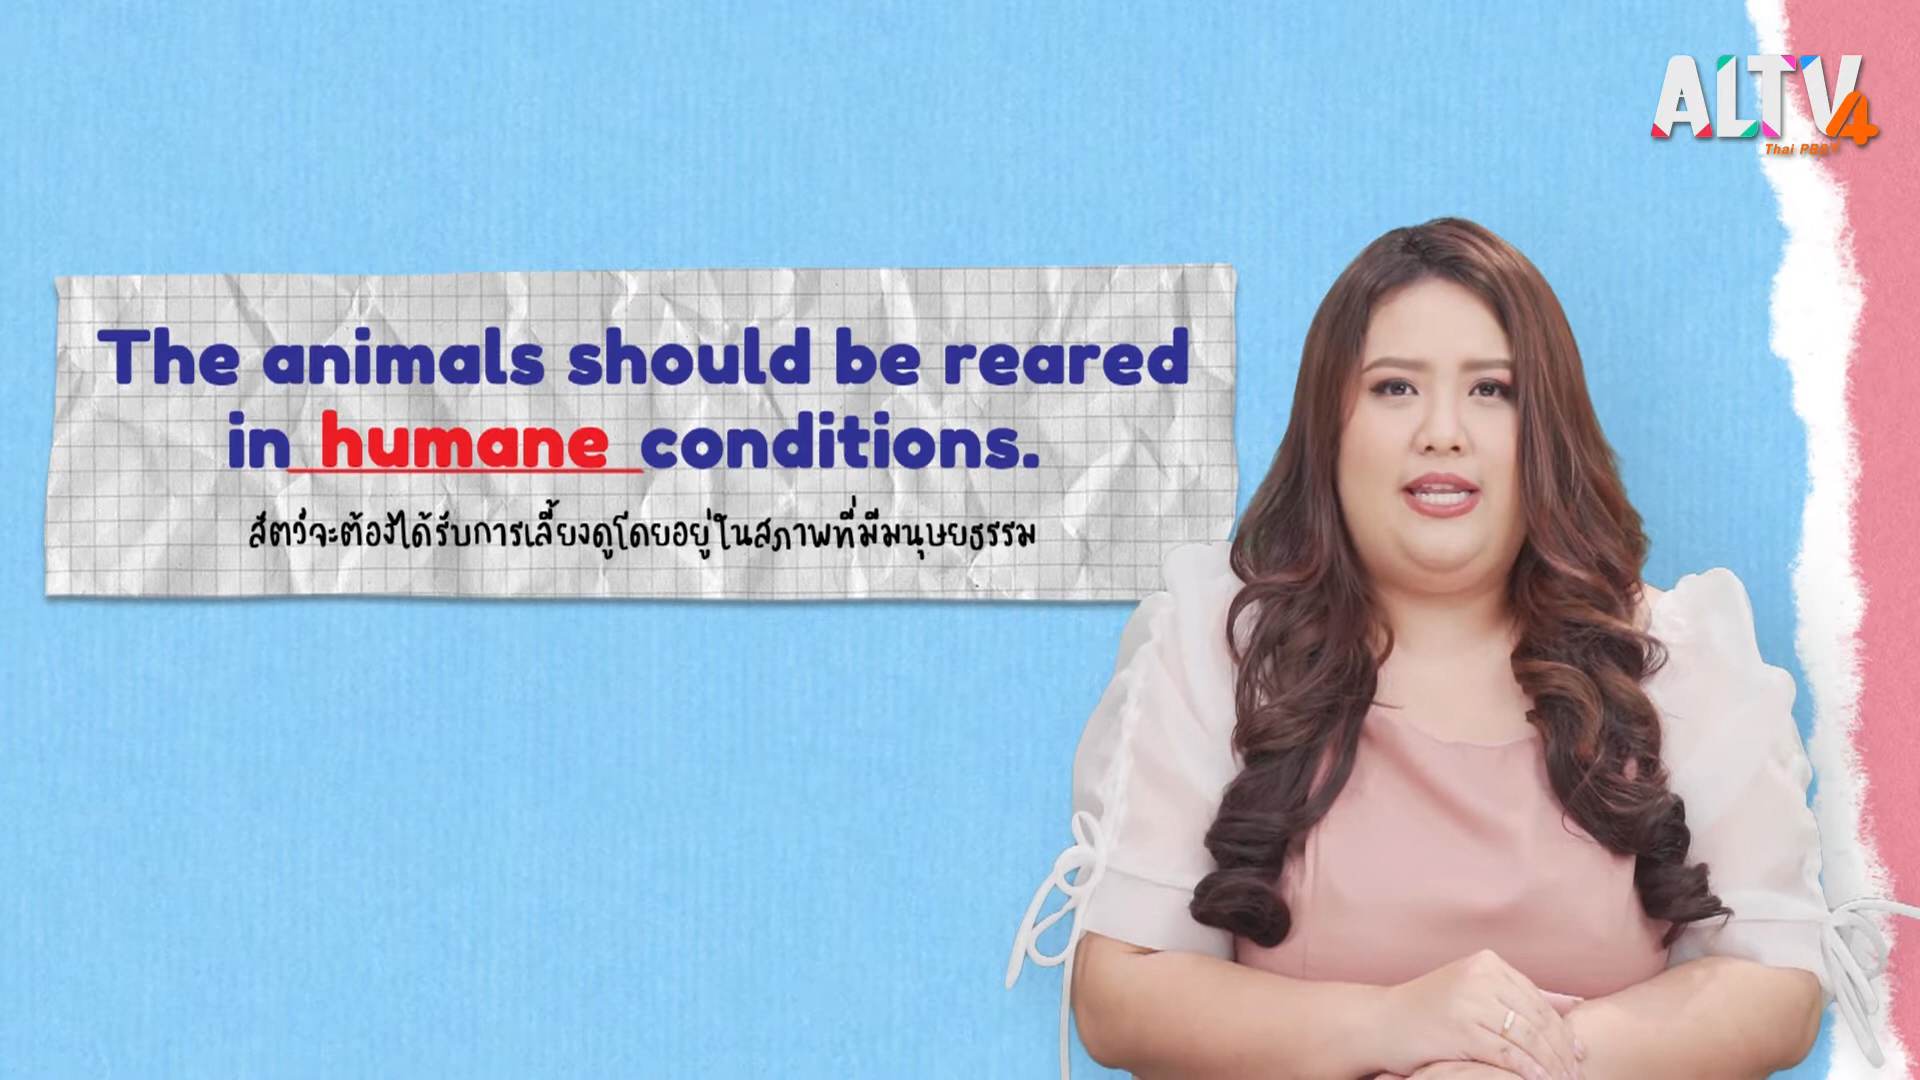 ALTV4
Thai PBS
The animals should be reared
in humane conditions.
สัตว์จะต้องได้รับการเลี้ยงดูโดยอยู่ในสภาพที่มีมนุษยธรรม